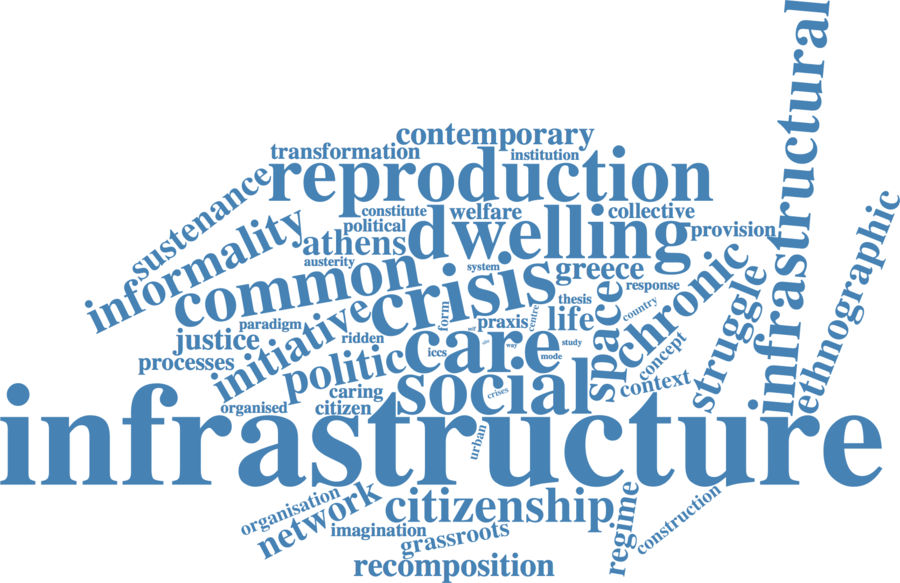 contemporary
transformation
institution
reproduction
infrastructural
sustenance
constitute
welfare
collective
political
dwelling
provision
informality
athens
austerity
system
common
crisis
greece
response
chronic
ethnographic
thesis
country
form
centre
praxis
life
space
struggle
initiative
paradigm
ridden
justice
processes
politic
iccs
care
way
study
mode
concept
context
caring
social
crises
organised
citizen
infrastructure
urban
organisation
network
citizenship
regime
construction
imagination
grassroots
recomposition